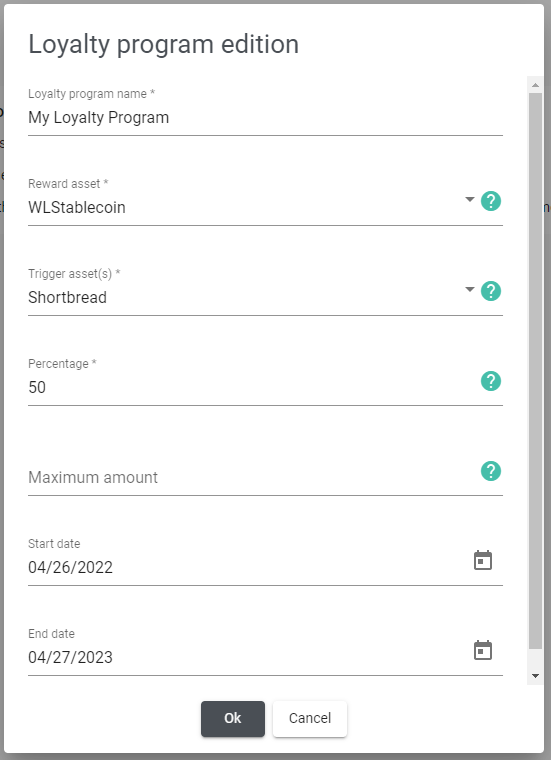 Loyalty program edition
Loyalty program name *
My Loyalty Program
Reward asset *
WLStablecoin
?
Trigger asset(s) *
Shortbread
?
Percentage *
50
?
Maximum amount
?
Start date
04/26/2022
End date
04/27/2023
Ok Cancel